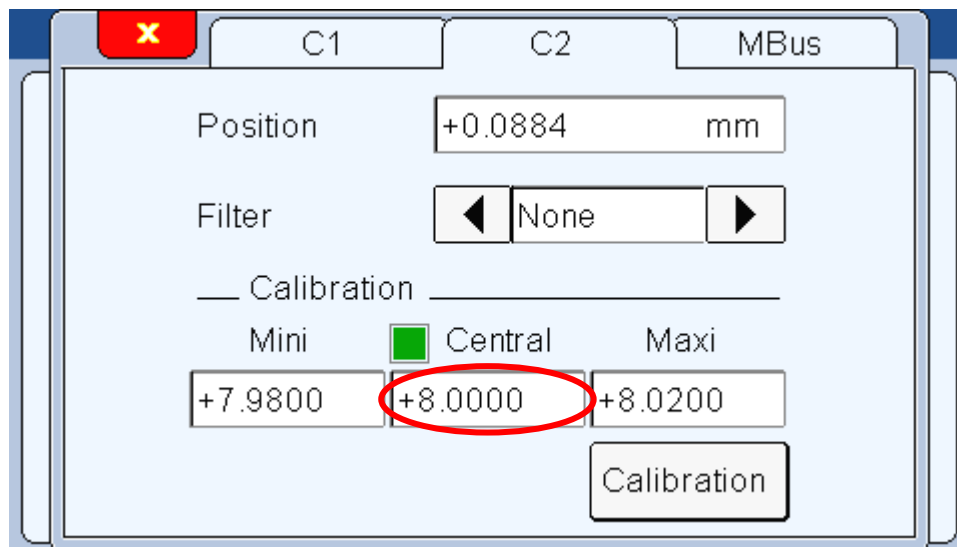 x C1 C2 MBus
Position +0.0884 mm
Filter None
Calibration
Mini Central Maxi
+7.9800 +8.0000 +8.0200
Calibration